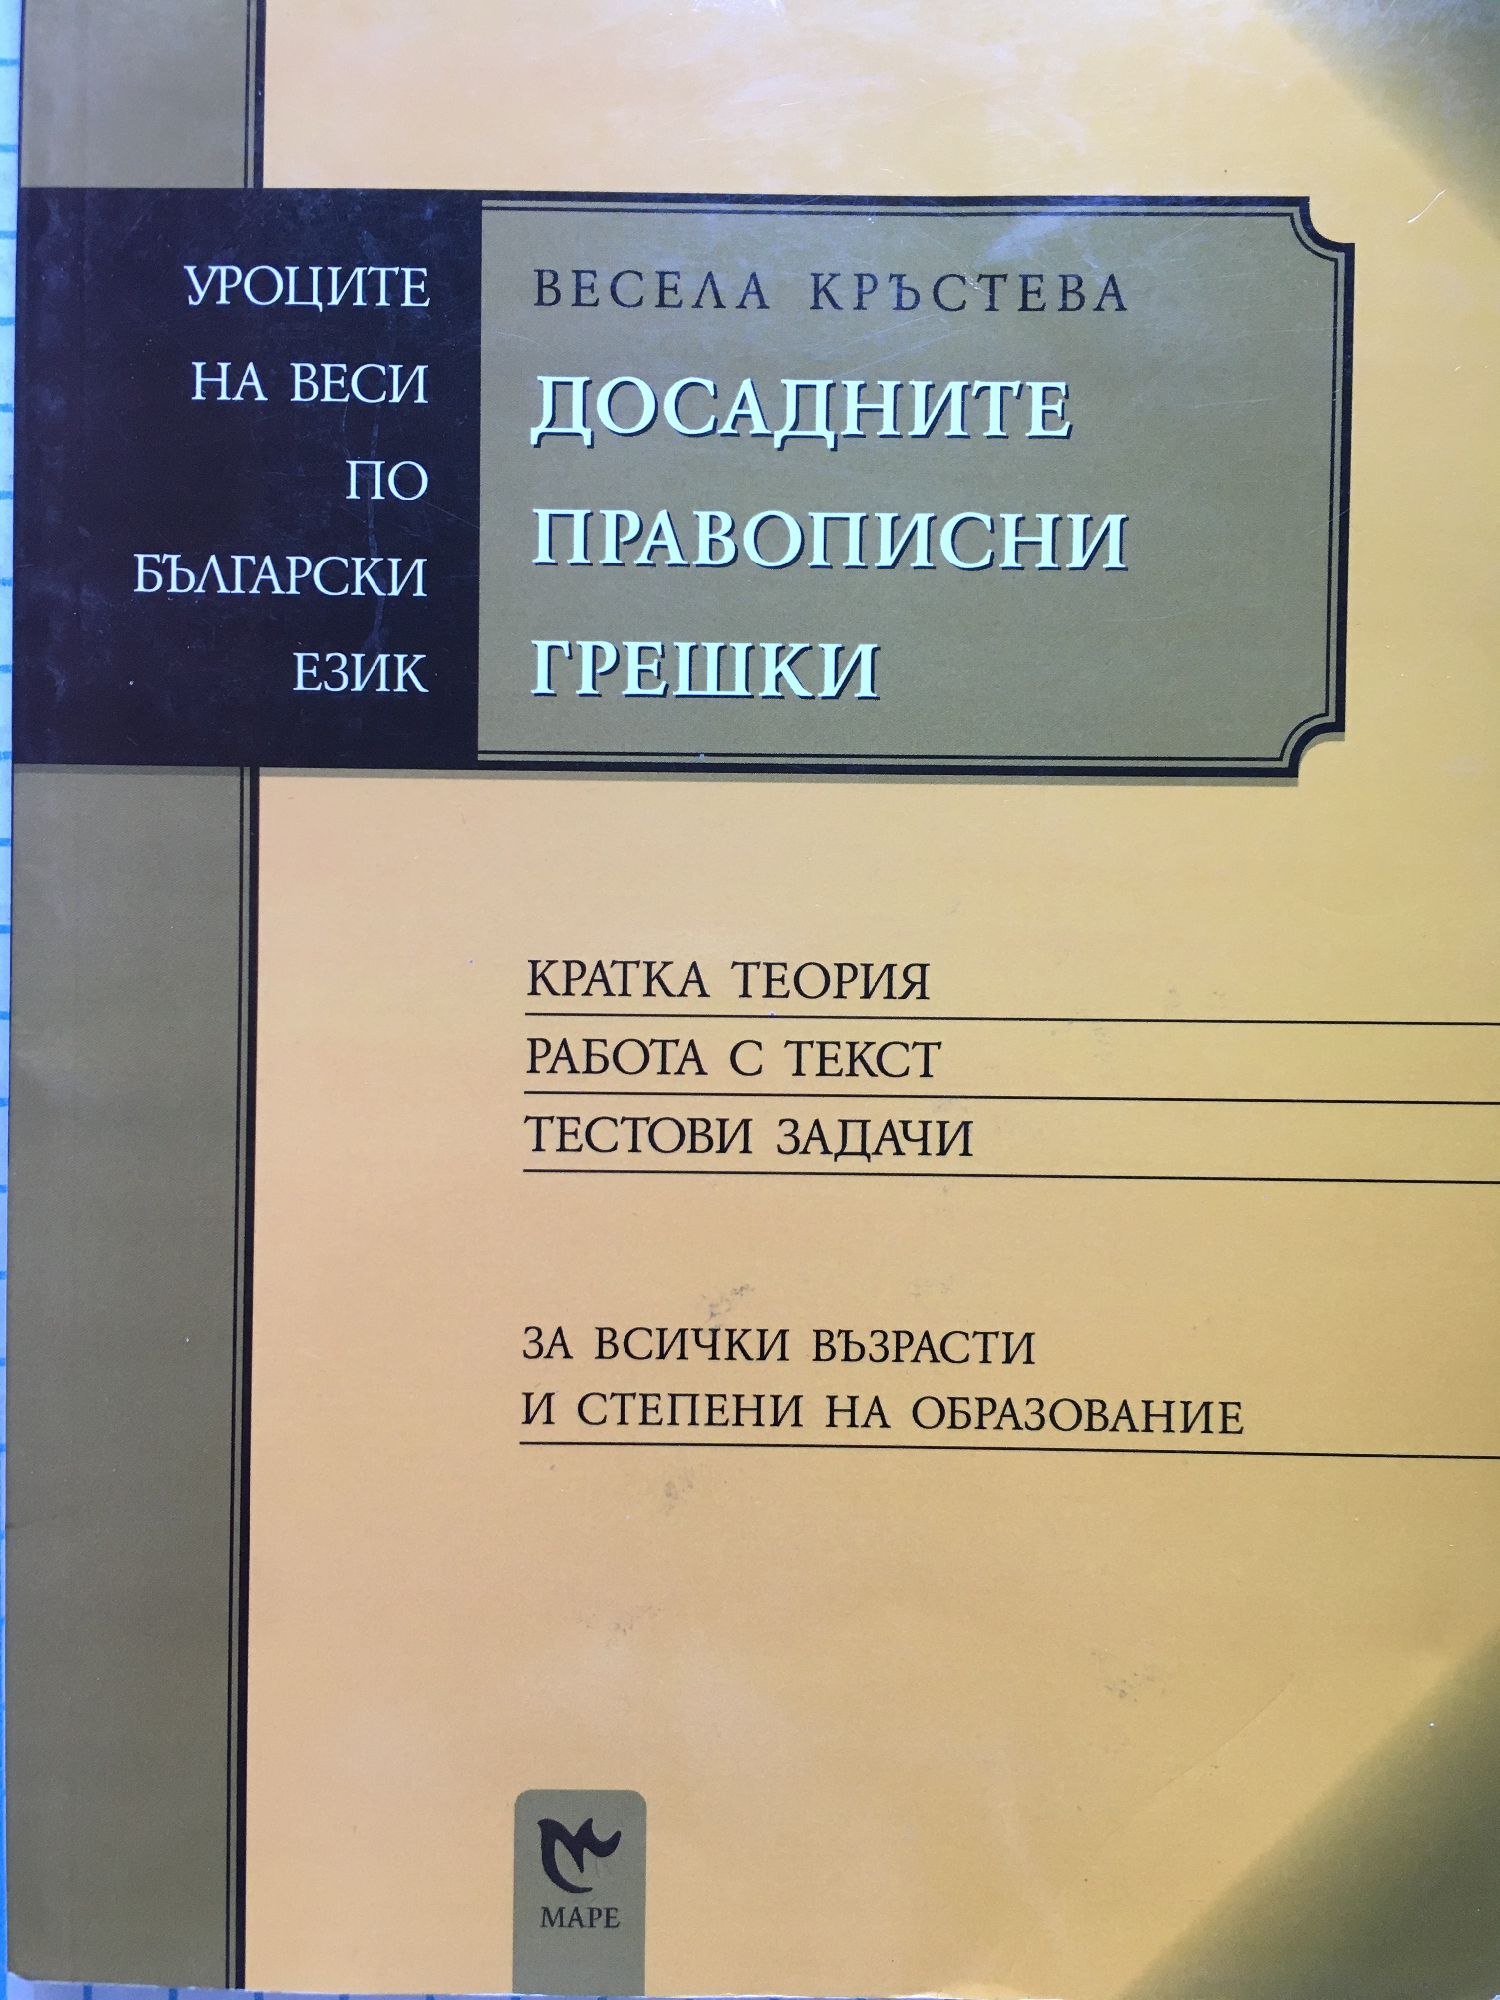 УРОЦИТЕ
НА ВЕСИ
ПО
БЪЛГАРСКИ
ЕЗИК
ВЕСЕЛА КРЪСТЕВА
ДОСАДНИТЕ
ПРАВОПИСНИ
ГРЕШКИ
КРАТКА ТЕОРИЯ
РАБОТА С ТЕКСТ
ТЕСТОВИ ЗАДАЧИ
ЗА ВСИЧКИ ВЪЗРАСТИ
И СТЕПЕНИ НА ОБРАЗОВАНИЕ
МАРЕ